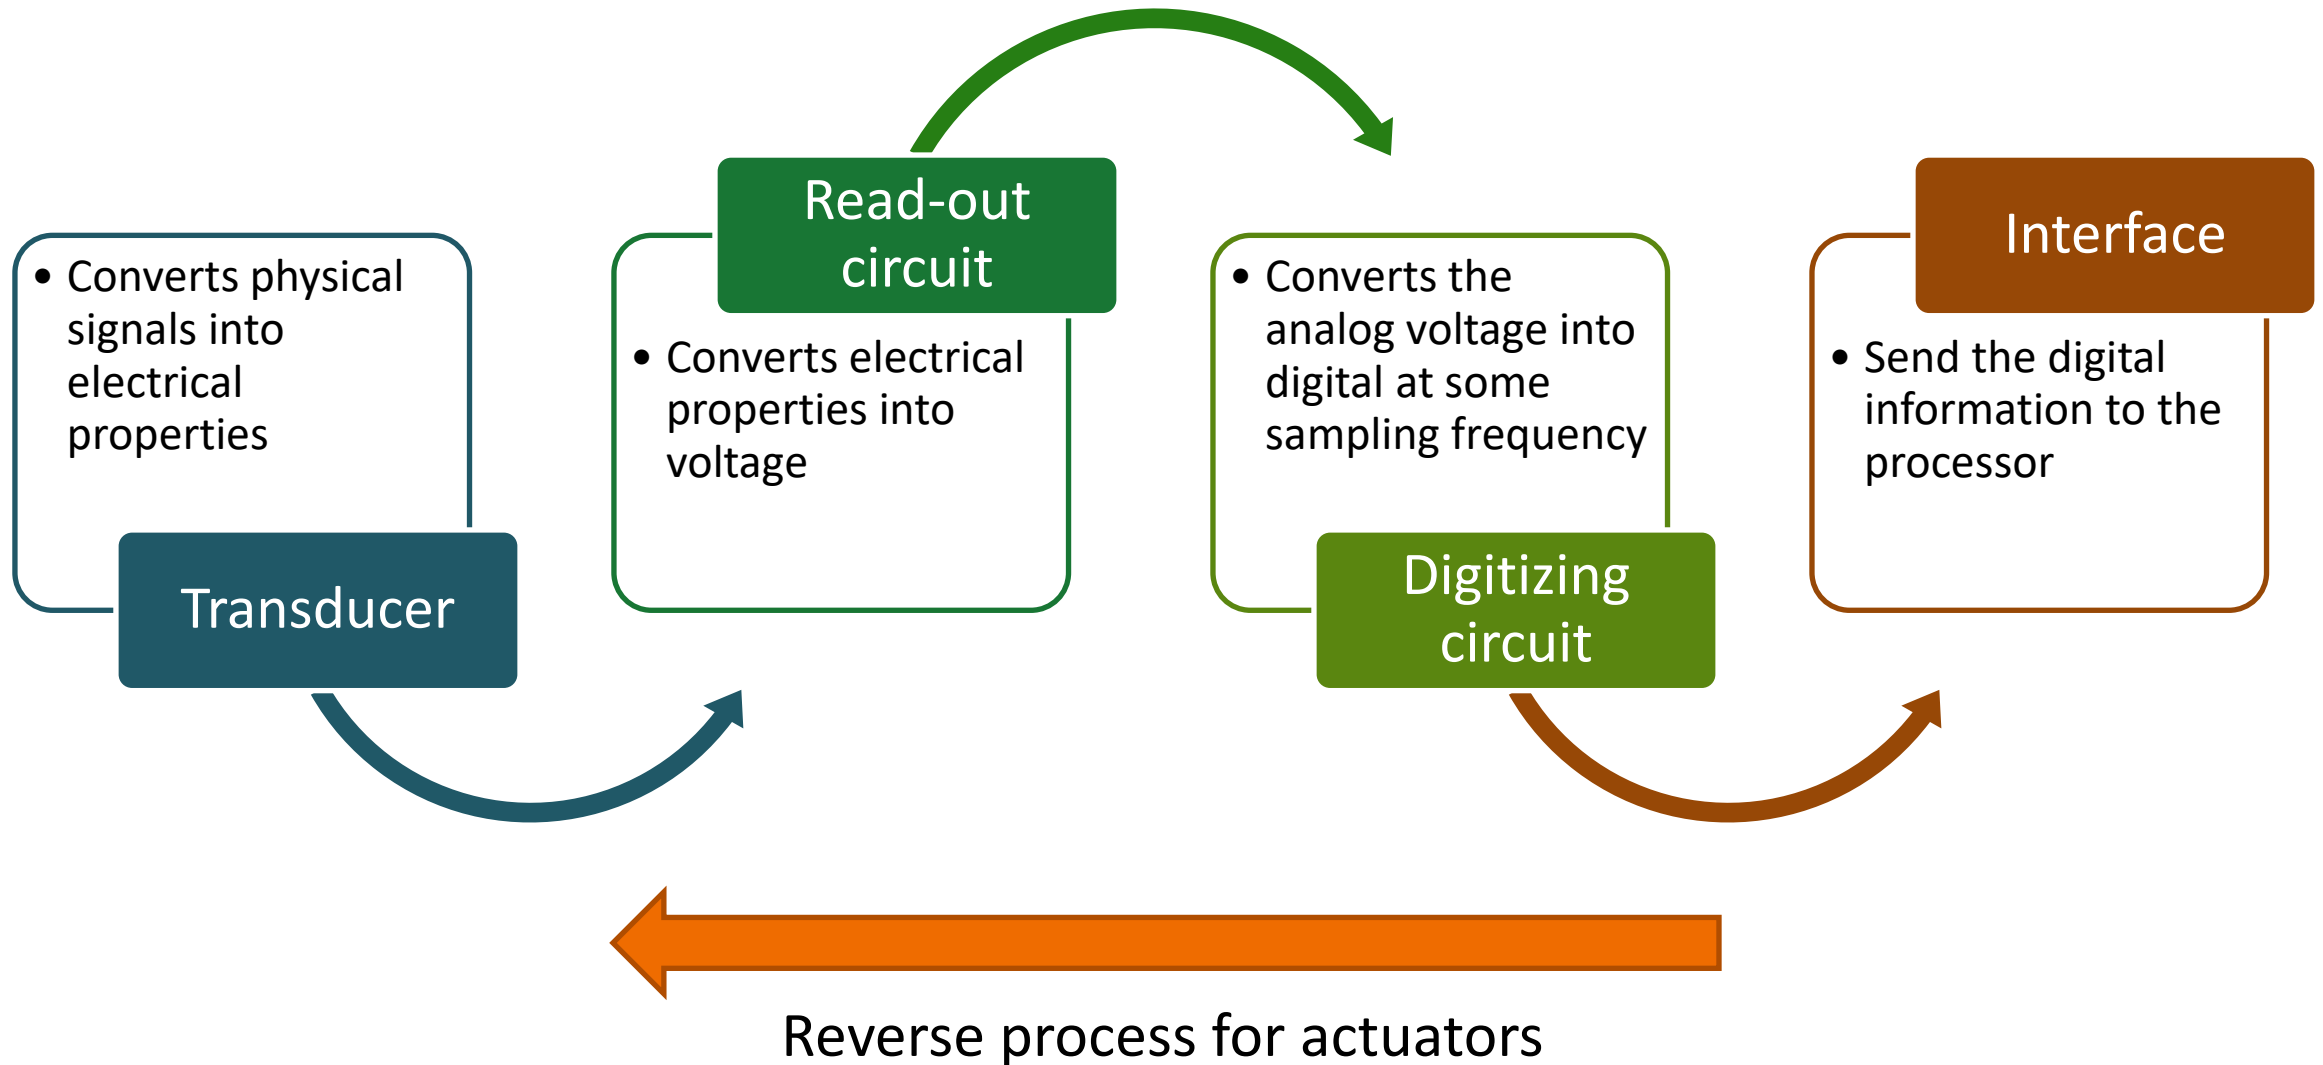 • Converts physical
signals into
electrical
properties
Transducer
Read-out
circuit
• Converts electrical
properties into
voltage
• Converts the
analog voltage into
digital at some
sampling frequency
Digitizing
circuit
Interface
• Send the digital
information to the
processor
Reverse process for actuators